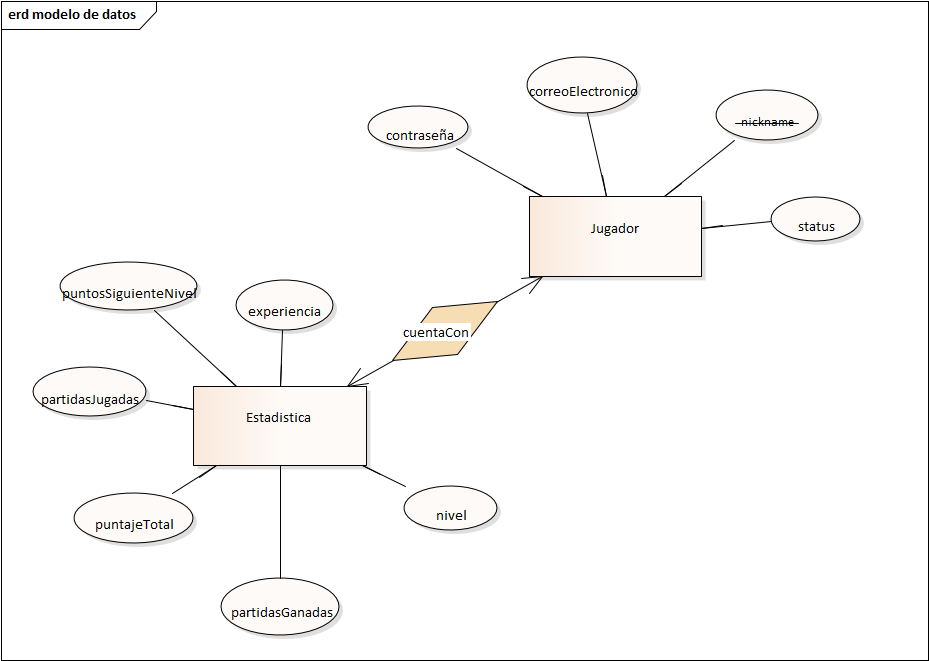 erd modelo de datos
correoElectronico
nickname
contraseña
status
Jugador
puntosSiguienteNivel
experiencia
cuentaCon
partidasJugadas
Estadistica
puntajeTotal
nivel
partidasGanadas